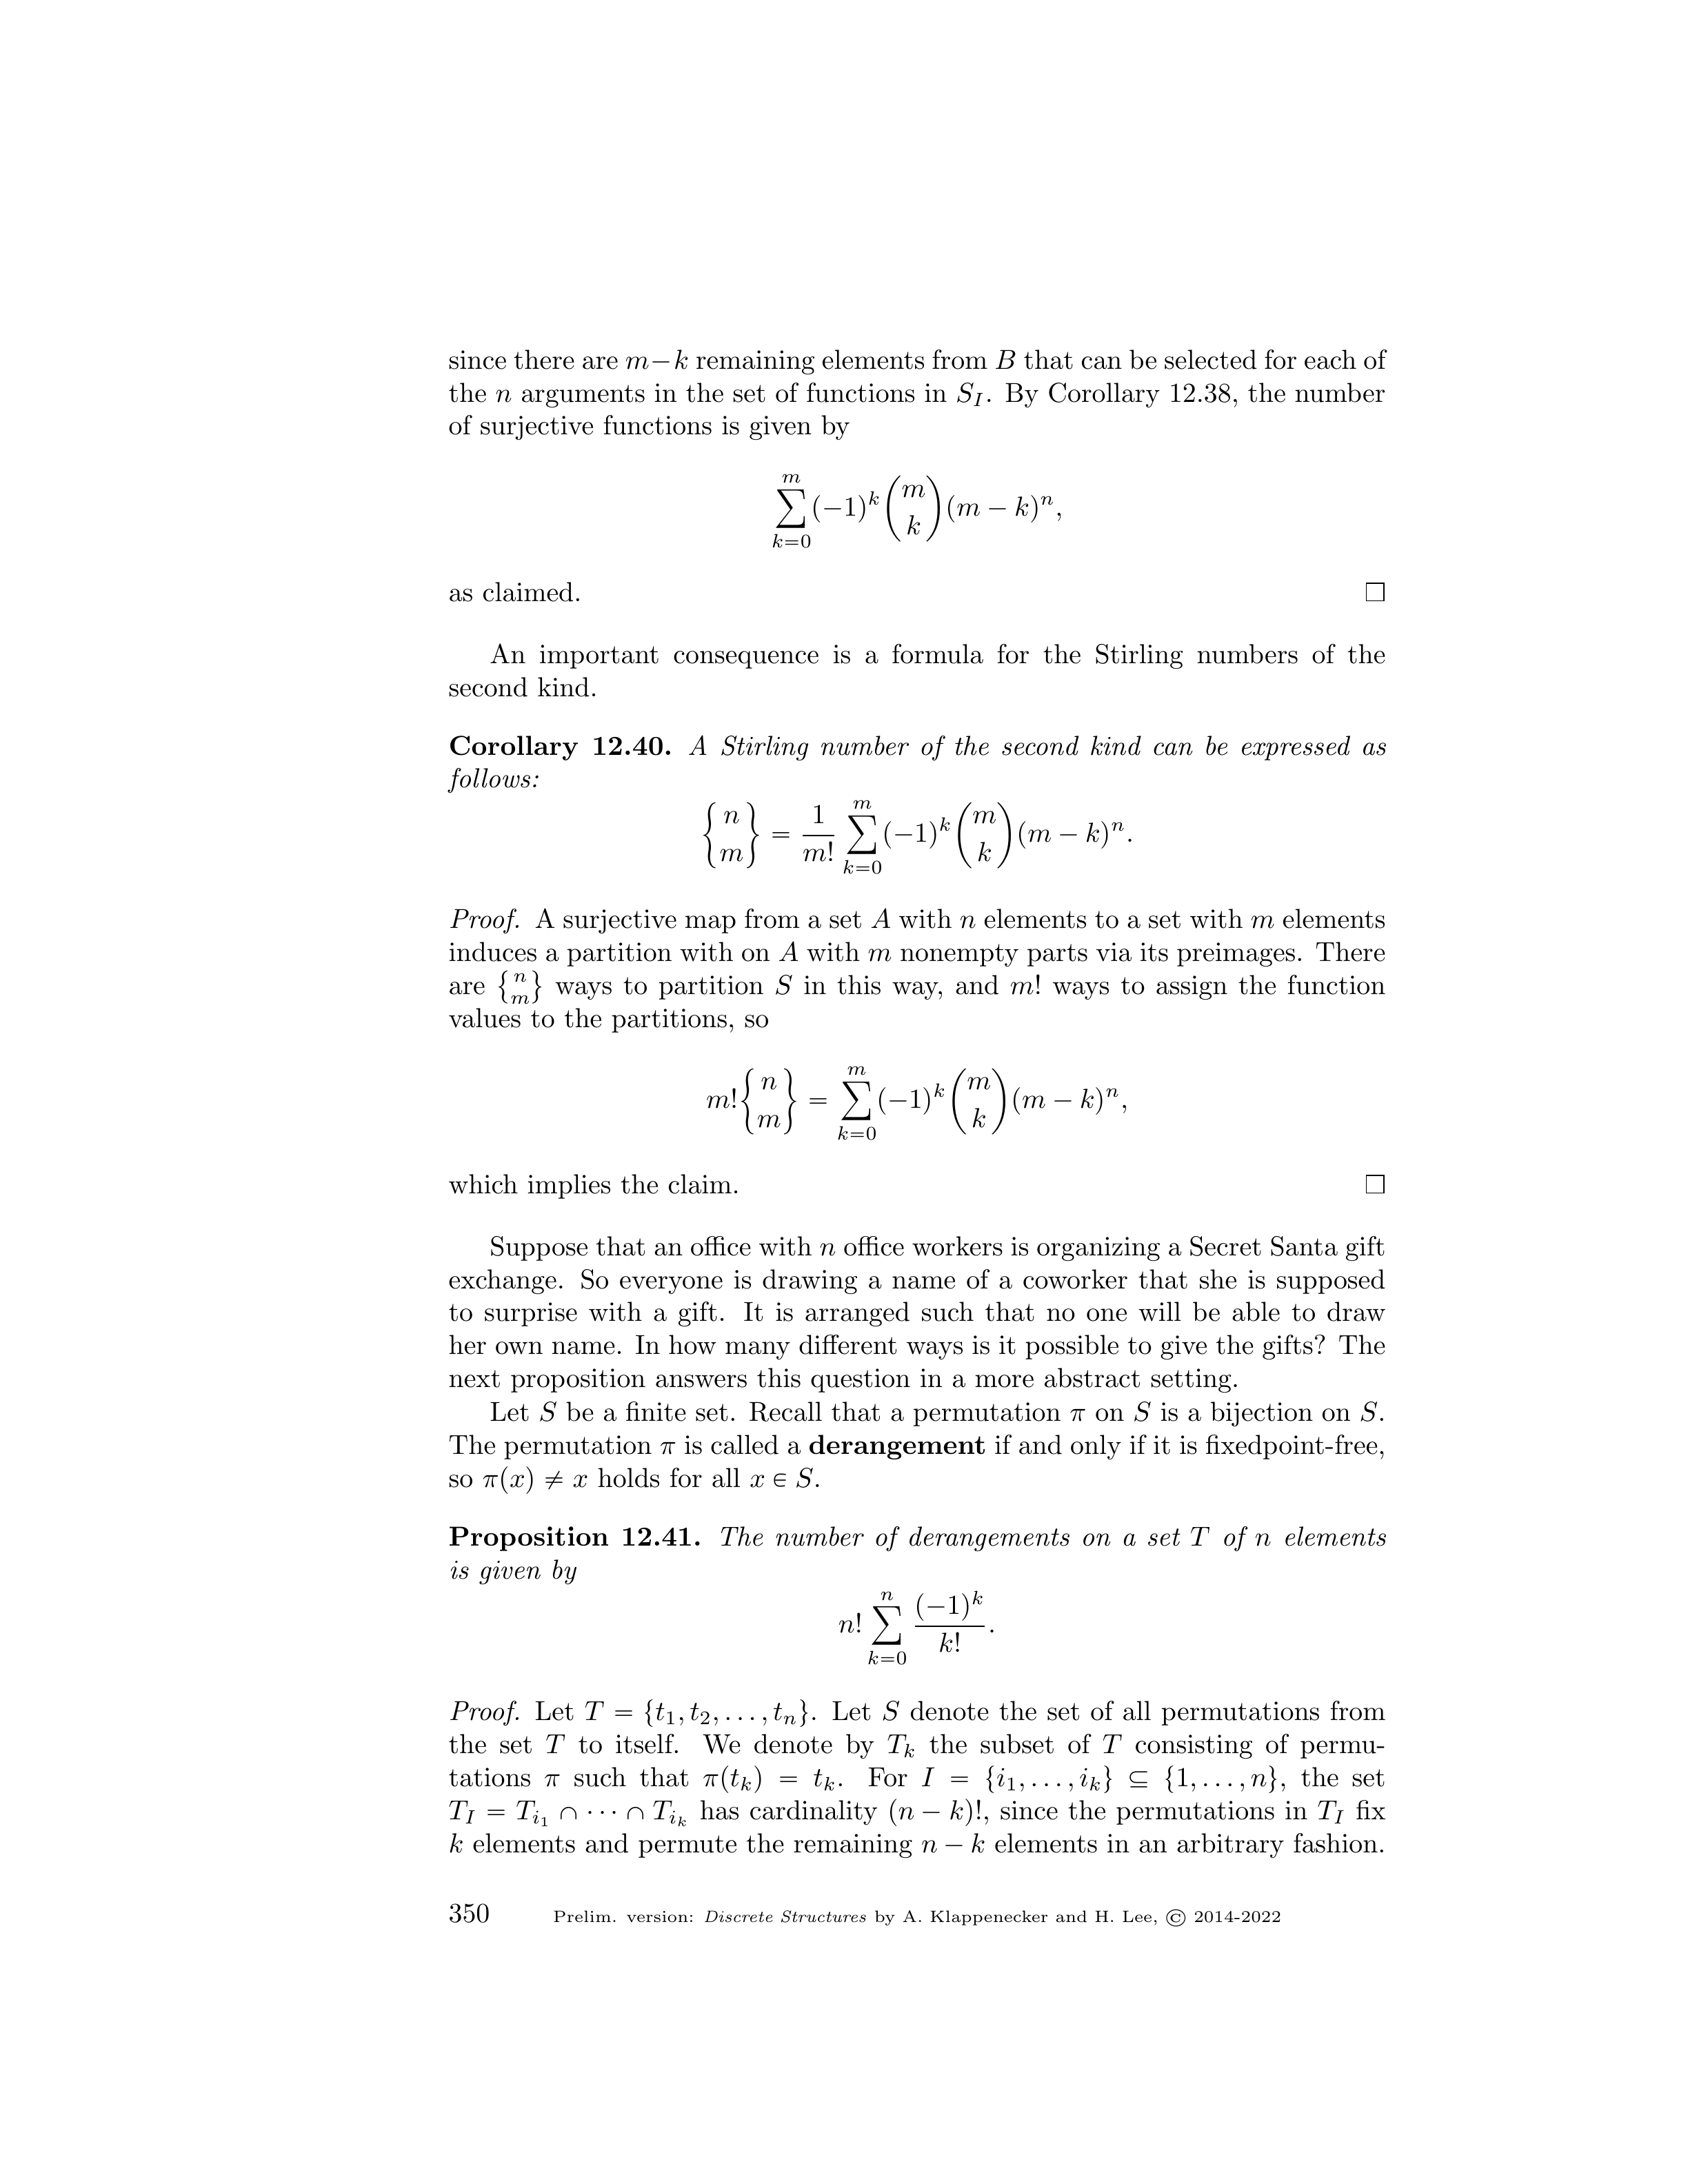 since there are $m-k$ remaining elements from $B$ that can be selected for each of
the $n$ arguments in the set of functions in $S_I$. By Corollary 12.38, the number
of surjective functions is given by
$$\sum_{k=0}^{m} (-1)^k \binom{m}{k} (m-k)^n,$$
as claimed. □
An important consequence is a formula for the Stirling numbers of the
second kind.
Corollary 12.40. A Stirling number of the second kind can be expressed as
follows:
$$\left\{{n \atop m}\right\} = \frac{1}{m!} \sum_{k=0}^{m} (-1)^k \binom{m}{k} (m-k)^n.$$
Proof. A surjective map from a set $A$ with $n$ elements to a set with $m$ elements
induces a partition with on $A$ with $m$ nonempty parts via its preimages. There
are $\left\{{n \atop m}\right\}$ ways to partition $S$ in this way, and $m!$ ways to assign the function
values to the partitions, so
$$m! \left\{{n \atop m}\right\} = \sum_{k=0}^{m} (-1)^k \binom{m}{k} (m-k)^n,$$
which implies the claim. □
Suppose that an office with $n$ office workers is organizing a Secret Santa gift
exchange. So everyone is drawing a name of a coworker that she is supposed
to surprise with a gift. It is arranged such that no one will be able to draw
her own name. In how many different ways is it possible to give the gifts? The
next proposition answers this question in a more abstract setting.
Let $S$ be a finite set. Recall that a permutation $\pi$ on $S$ is a bijection on $S$.
The permutation $\pi$ is called a derangement if and only if it is fixedpoint-free,
so $\pi(x) \neq x$ holds for all $x \in S$.
Proposition 12.41. The number of derangements on a set $T$ of $n$ elements
is given by
$$n! \sum_{k=0}^{n} \frac{(-1)^k}{k!}.$$
Proof. Let $T = \{t_1, t_2, \ldots, t_n\}$. Let $S$ denote the set of all permutations from
the set $T$ to itself. We denote by $T_k$ the subset of $T$ consisting of permu-
tations $\pi$ such that $\pi(t_k) = t_k$. For $I = \{i_1, \ldots, i_k\} \subseteq \{1, \ldots, n\}$, the set
$T_I = T_{i_1} \cap \cdots \cap T_{i_k}$ has cardinality $(n-k)!$, since the permutations in $T_I$ fix
$k$ elements and permute the remaining $n-k$ elements in an arbitrary fashion.
350 Prelim. version: Discrete Structures by A. Klappenecker and H. Lee, © 2014-2022